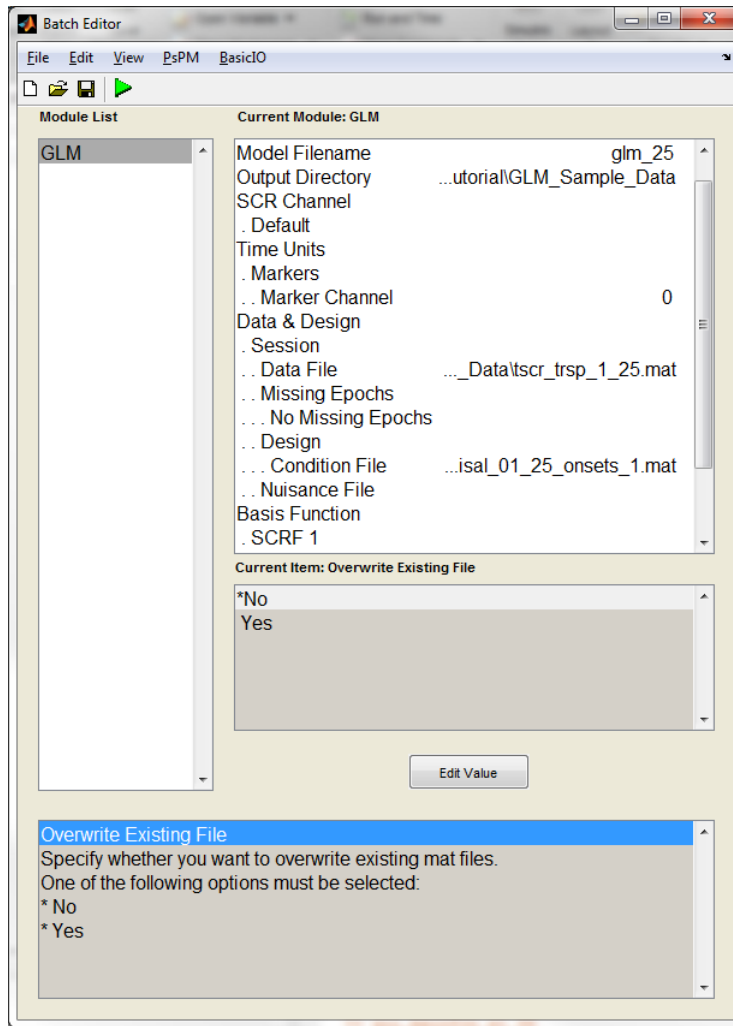 Batch Editor
File Edit View PsPM BasicIO
Module List
Current Module: GLM
GLM
Model Filename glm_25
Output Directory ...utorial\GLM_Sample_Data
SCR Channel
. Default
Time Units
. Markers
. . Marker Channel 0
Data & Design
. Session
. . Data File ..._Data\tscr_trsp_1_25.mat
. . Missing Epochs
. . . No Missing Epochs
. . Design
. . . Condition File ...isal_01_25_onsets_1.mat
. . Nuisance File
Basis Function
. SCRF 1
Current Item: Overwrite Existing File
*No
Yes
Edit Value
Overwrite Existing File
Specify whether you want to overwrite existing mat files.
One of the following options must be selected:
* No
* Yes